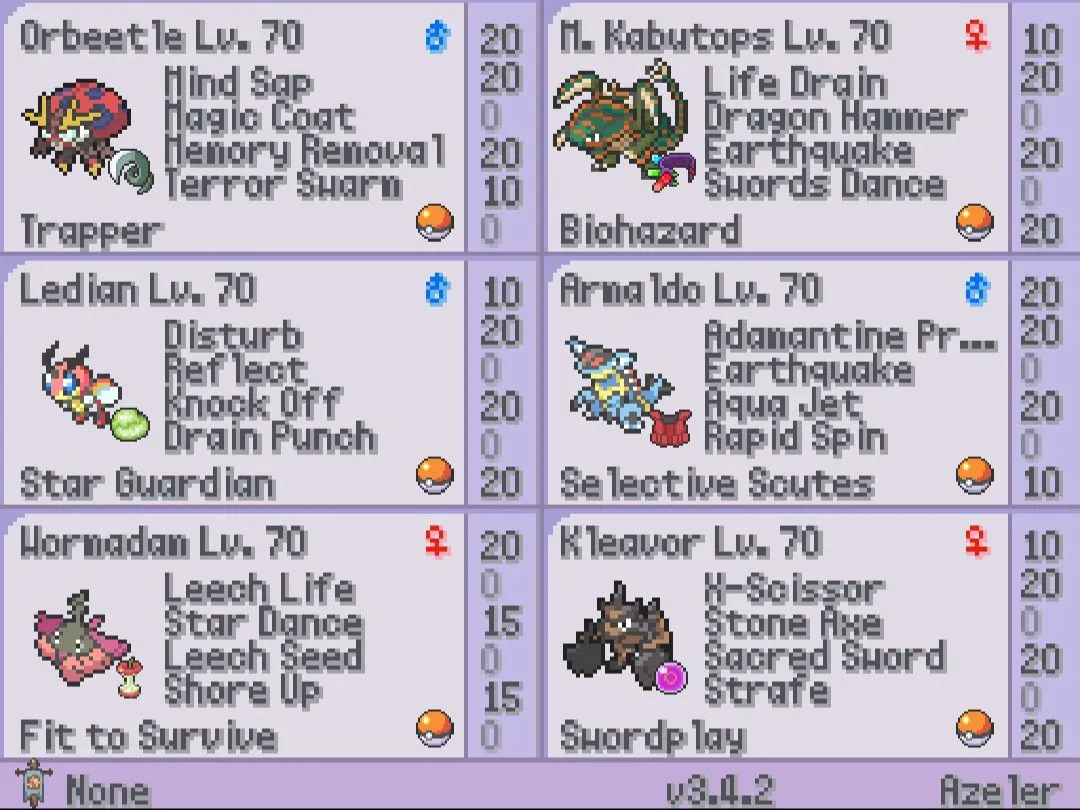 Orbeetle Lv. 70 ♂
Mind Sap
Magic Coat
Memory Removal
Terror Swarm
Trapper
20
20
0
20
10
0
M. Kabutops Lv. 70 ♀
Life Drain
Dragon Hammer
Earthquake
Swords Dance
Biohazard
10
20
0
20
0
20
Ledian Lv. 70 ♂
Disturb
Reflect
Knock Off
Drain Punch
Star Guardian
10
20
0
20
0
20
Armaldo Lv. 70 ♂
Adamantine Pr...
Earthquake
Aqua Jet
Rapid Spin
Selective Scutes
20
20
0
20
0
10
Wormadam Lv. 70 ♀
Leech Life
Star Dance
Leech Seed
Shore Up
Fit to Survive
20
0
15
0
15
0
Kleavor Lv. 70 ♀
X-Scissor
Stone Axe
Sacred Sword
Strafe
Swordplay
10
20
0
20
0
20
None
v3.4.2
Azeler